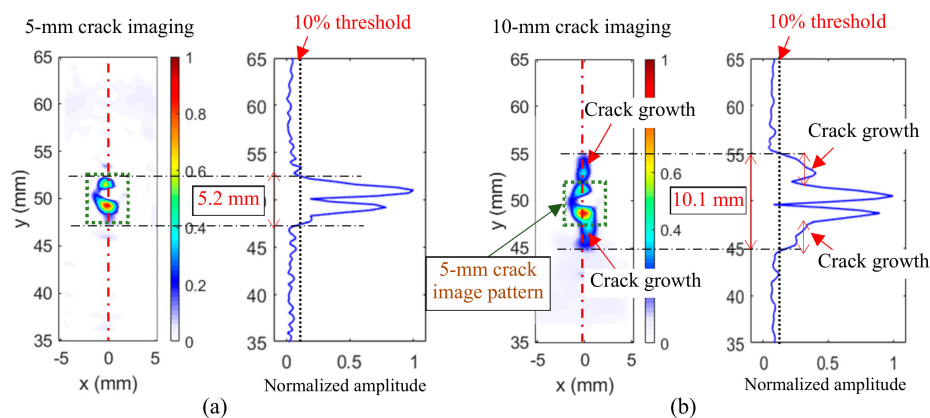 10% threshold
10% threshold
5-mm crack imaging
10-mm crack imaging
65
60
55
50
45
40
35
y (mm)
-5
0
5
x (mm)
1
0.8
0.6
0.4
0.2
0
65
60
55
50
45
40
35
0
0.5
1
Normalized amplitude
5.2 mm
(a)
65
60
55
50
45
40
35
y (mm)
-5
0
5
x (mm)
1
0.6
0.4
0.2
0
Crack growth
Crack growth
5-mm crack
image pattern
10.1 mm
65
60
55
50
45
40
35
y (mm)
0
0.5
1
Normalized amplitude
Crack growth
Crack growth
(b)